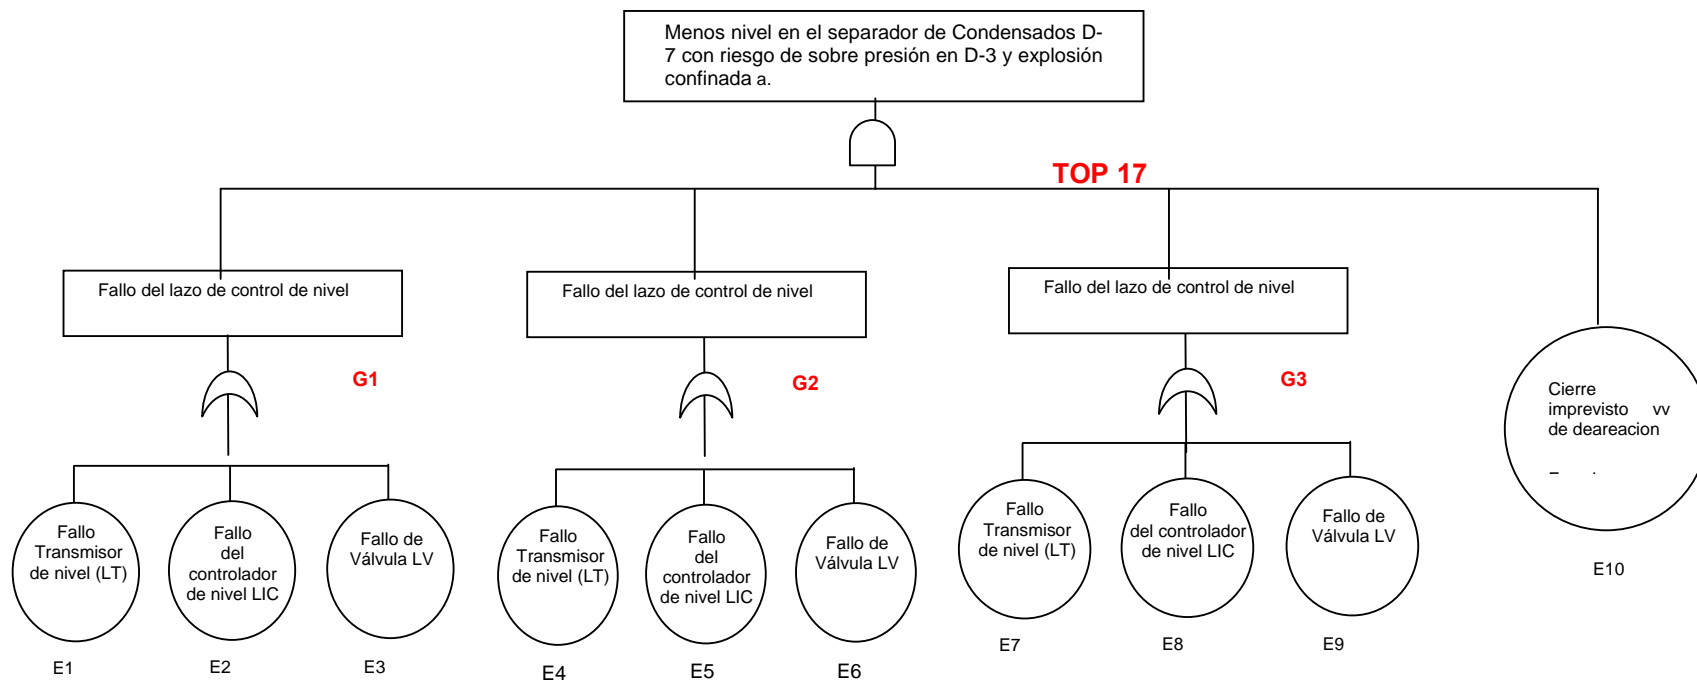 Menos nivel en el separador de Condensados D-
7 con riesgo de sobre presión en D-3 y explosión
confinada a.
TOP 17
Fallo del lazo de control de nivel
Fallo del lazo de control de nivel
Fallo del lazo de control de nivel
G1
G2
G3
Cierre
imprevisto vv
de deareacion
Fallo
Transmisor
de nivel (LT)
Fallo
del
controlador
de nivel LIC
Fallo de
Válvula LV
Fallo
Transmisor
de nivel (LT)
Fallo
del
controlador
de nivel LIC
Fallo de
Válvula LV
Fallo
Transmisor
de nivel (LT)
Fallo
del controlador
de nivel LIC
Fallo de
Válvula LV
E1
E2
E3
E4
E5
E6
E7
E8
E9
E10